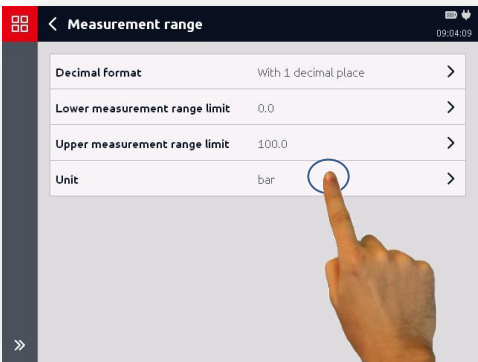 Measurement range
09:04:09
Decimal format With 1 decimal place
Lower measurement range limit 0.0
Upper measurement range limit 100.0
Unit bar